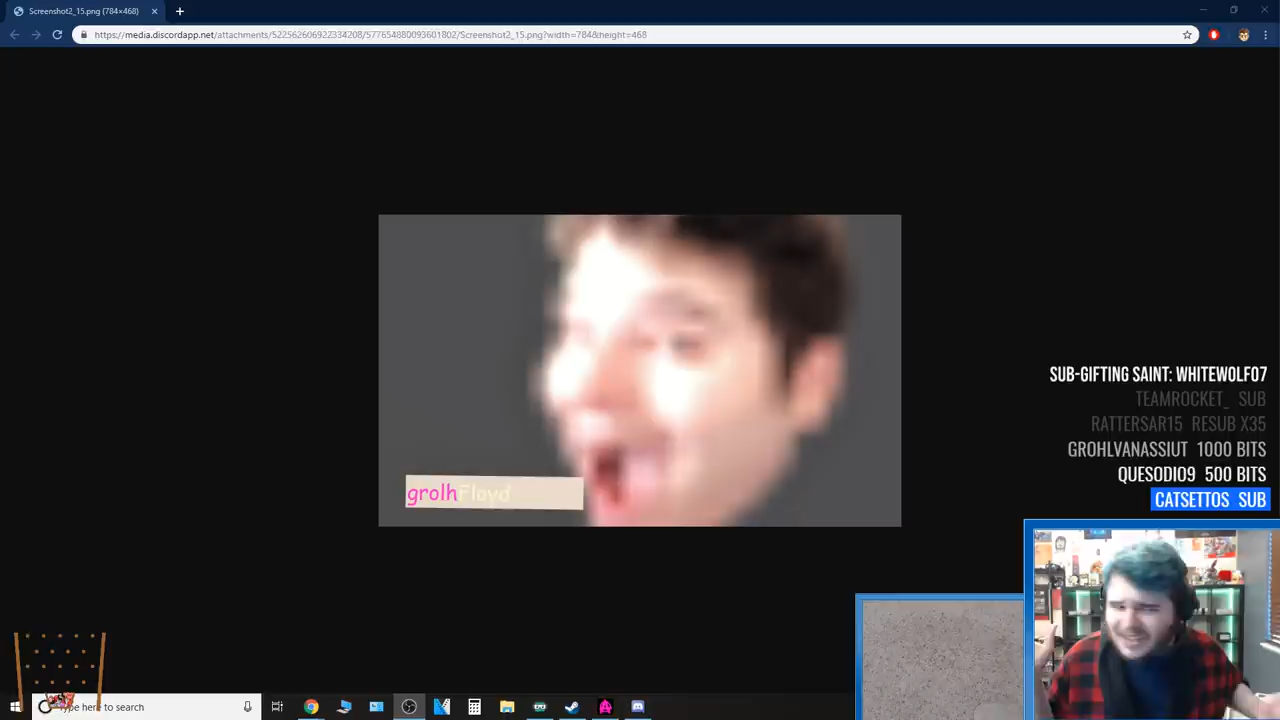 Screenshot2_15.png (784×468)
https://media.discordapp.net/attachments/522562606922334208/577654880093601802/Screenshot2_15.png?width=784&height=468
grolhFloyd
SUB-GIFTING SAINT: WHITEWOLF07
TEAMROCKET_ SUB
RATTERSAR15 RESUB X35
GROHLVANASSIUT 1000 BITS
QUESODIO9 500 BITS
CATSETTOS SUB
Type here to search